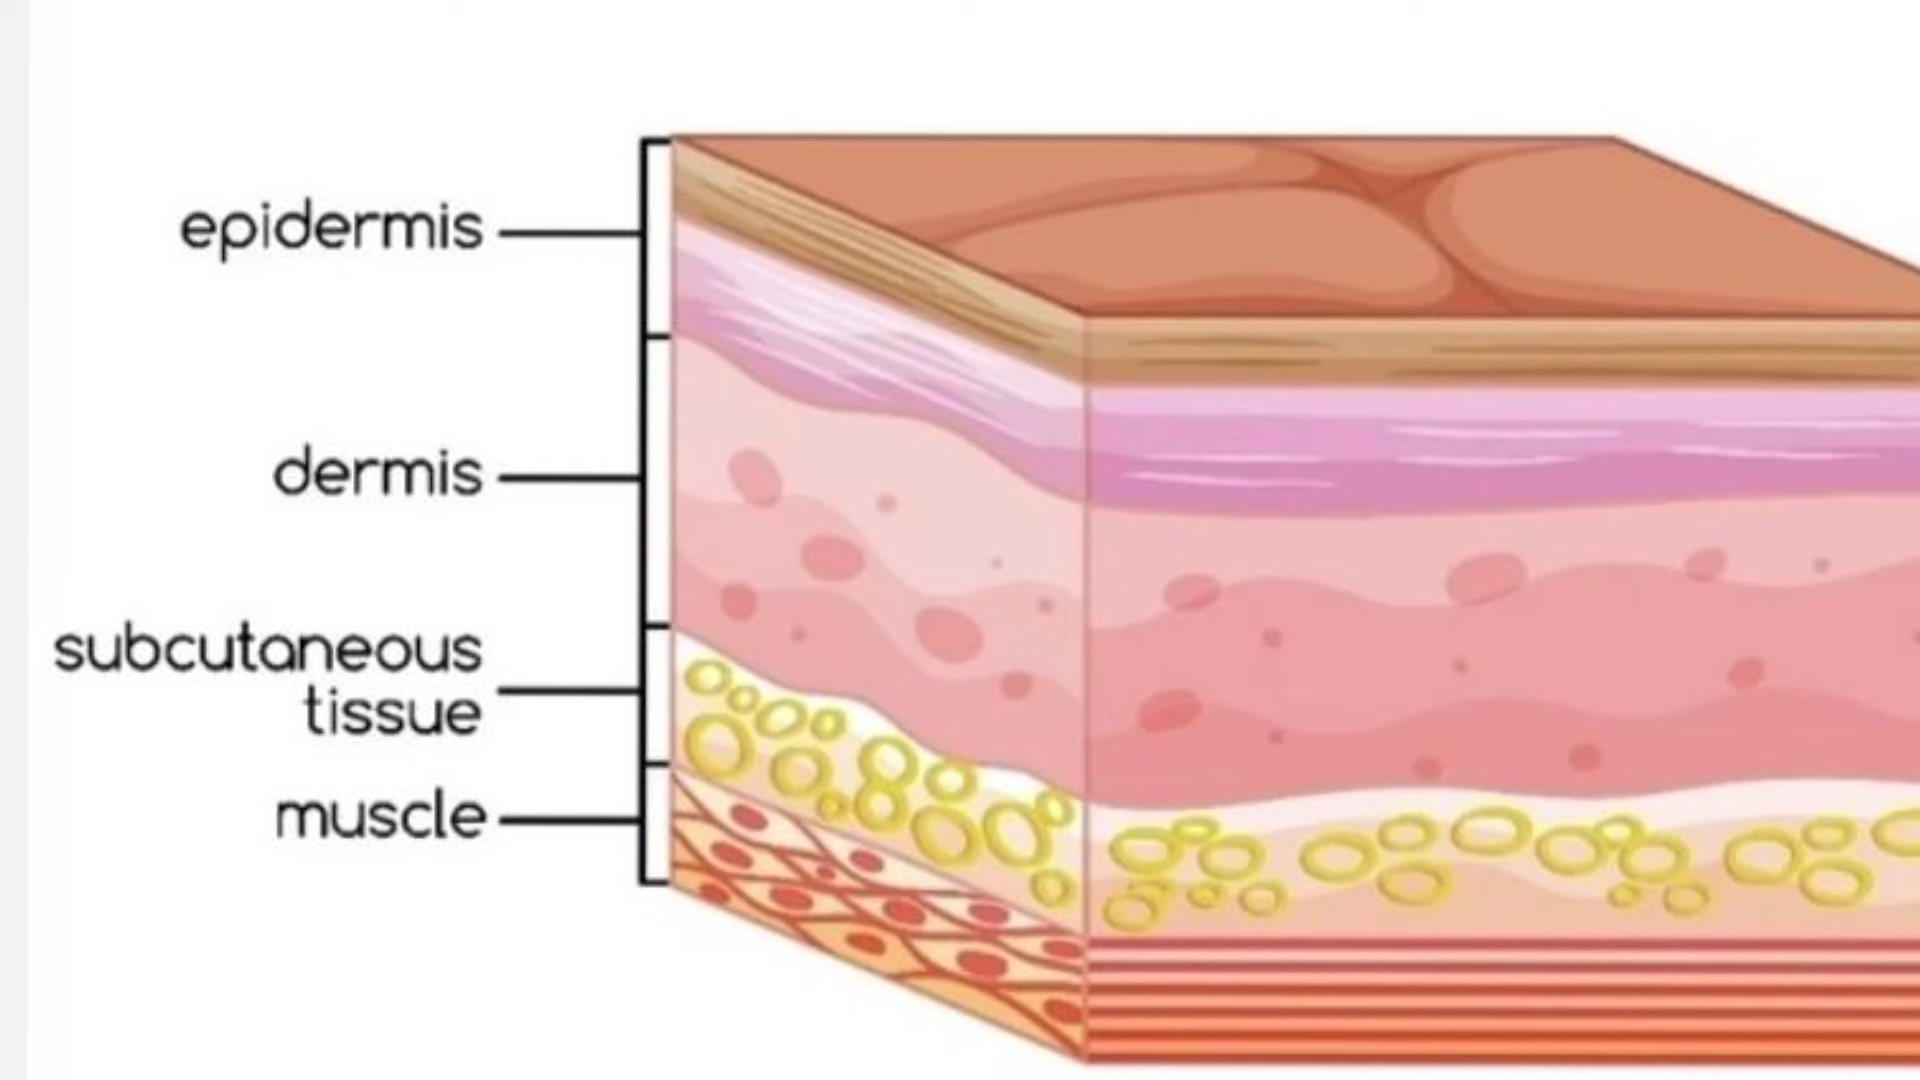 epidermis
dermis
subcutaneous
tissue
muscle